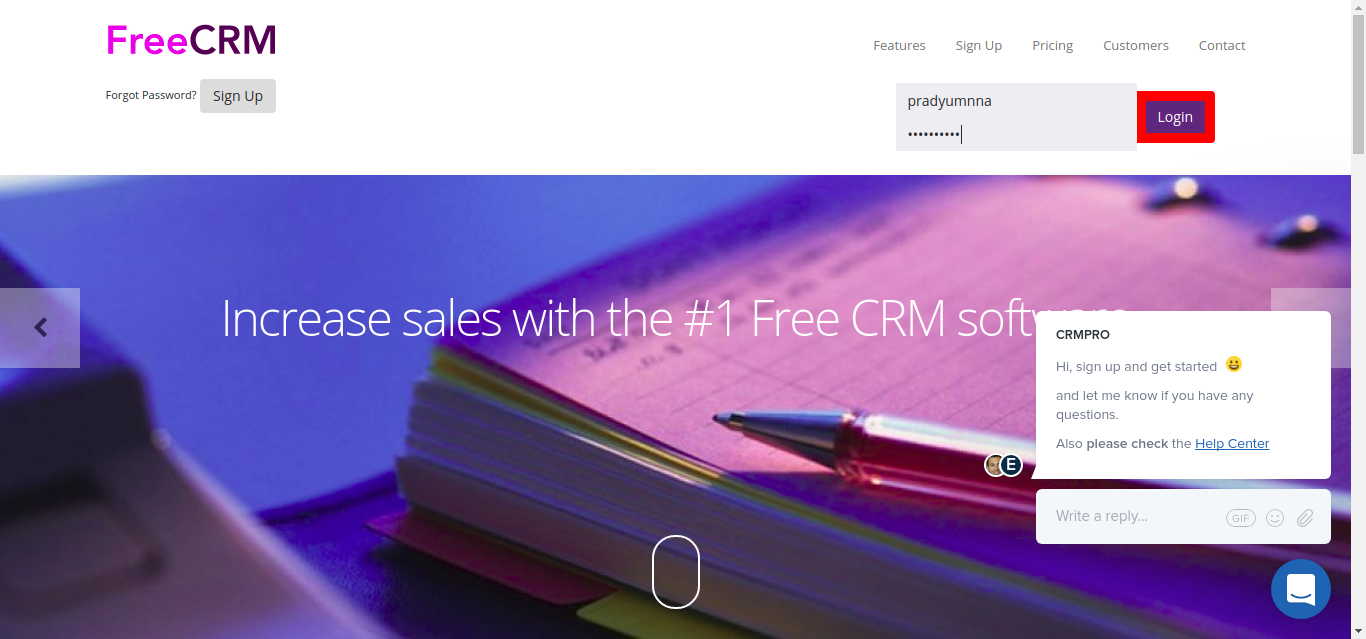 FreeCRM
Features Sign Up Pricing Customers Contact
Forgot Password? Sign Up
pradyumnna
••••••••••
Login
Increase sales with the #1 Free CRM
CRMPRO
Hi, sign up and get started 😀
and let me know if you have any
questions.
Also please check the Help Center
E
Write a reply...
GIF